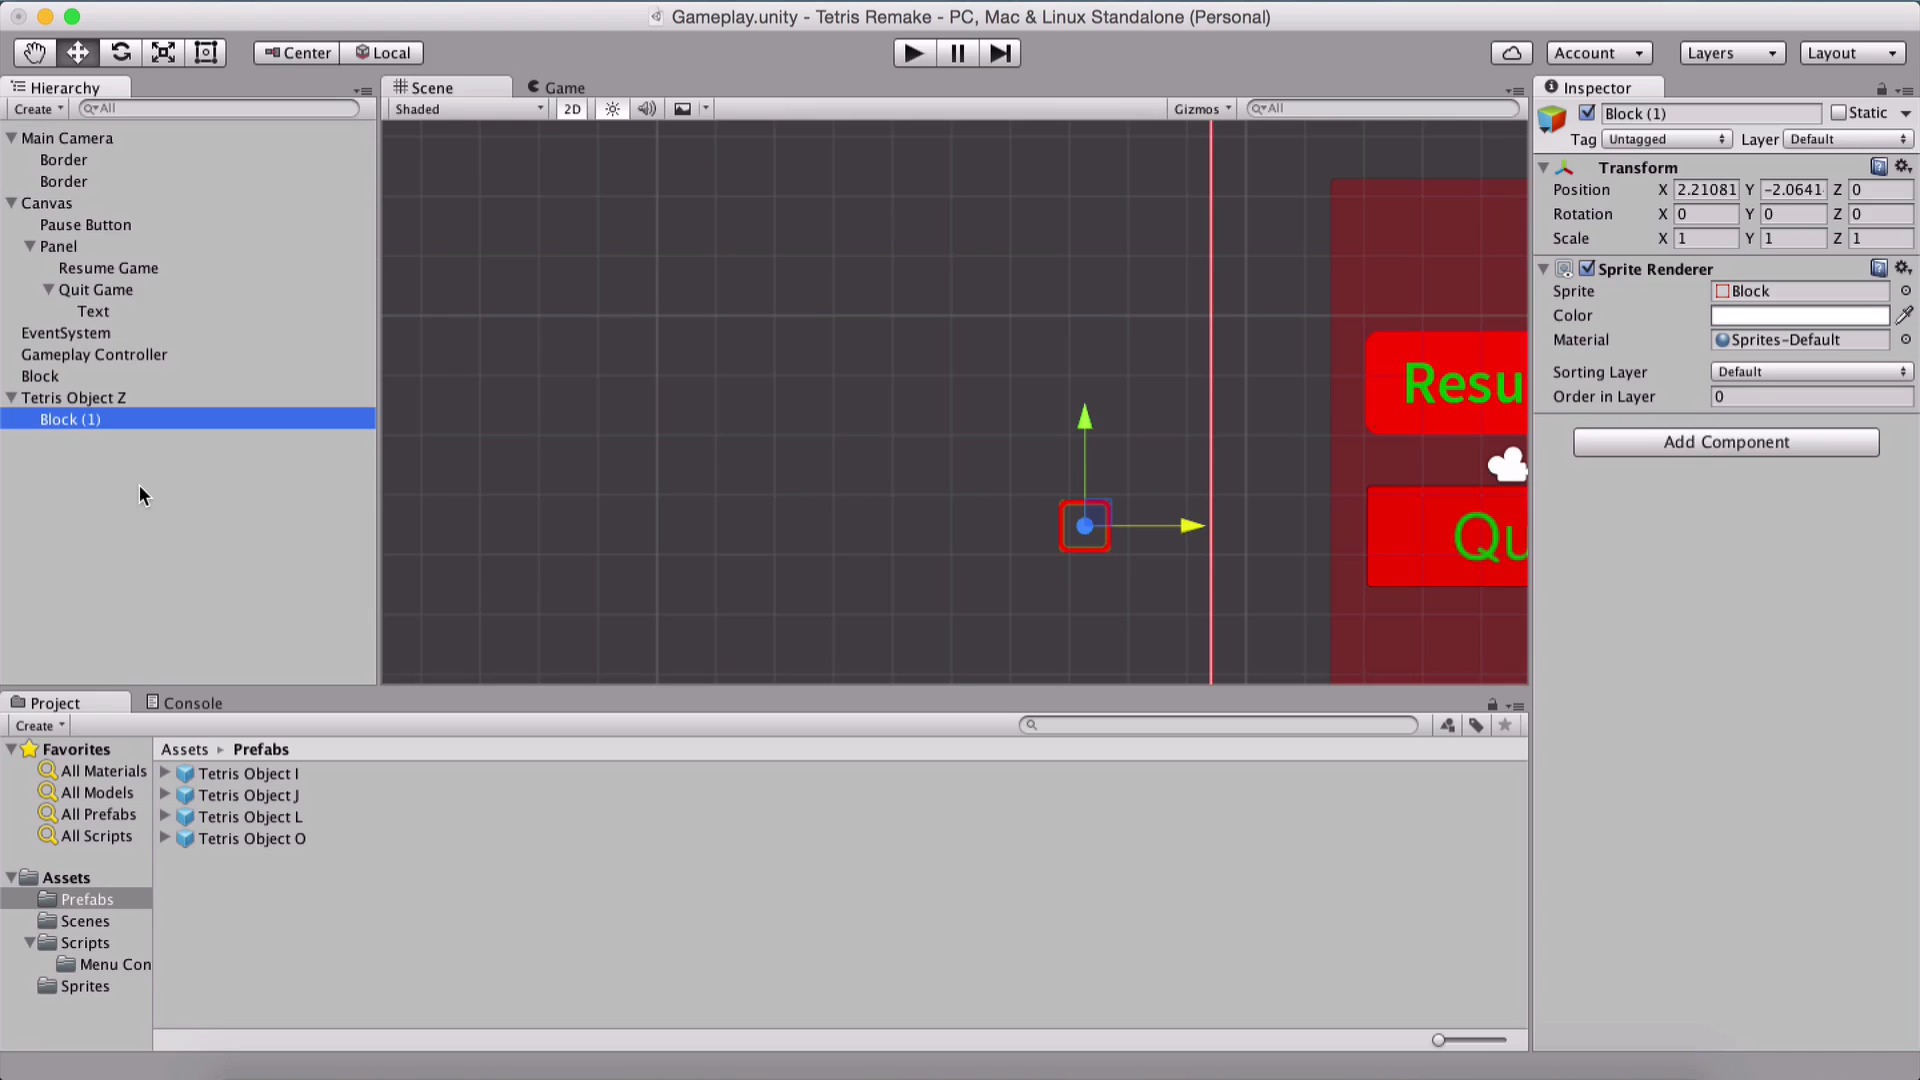 Gameplay.unity - Tetris Remake - PC, Mac & Linux Standalone (Personal)
Center
Local
Account
Layers
Layout
Hierarchy
Create
All
Main Camera
Border
Border
Canvas
Pause Button
Panel
Resume Game
Quit Game
Text
EventSystem
Gameplay Controller
Block
Tetris Object Z
Block (1)
Scene
Game
Shaded
2D
Gizmos
All
Resu
Qu
Inspector
Block (1)
Static
Tag Untagged Layer Default
Transform
Position X 2.21081 Y -2.0641 Z 0
Rotation X 0 Y 0 Z 0
Scale X 1 Y 1 Z 1
Sprite Renderer
Sprite Block
Color
Material Sprites-Default
Sorting Layer Default
Order in Layer 0
Add Component
Project
Console
Create
Favorites
All Materials
All Models
All Prefabs
All Scripts
Assets
Prefabs
Scenes
Scripts
Menu Con
Sprites
Assets Prefabs
Tetris Object I
Tetris Object J
Tetris Object L
Tetris Object O